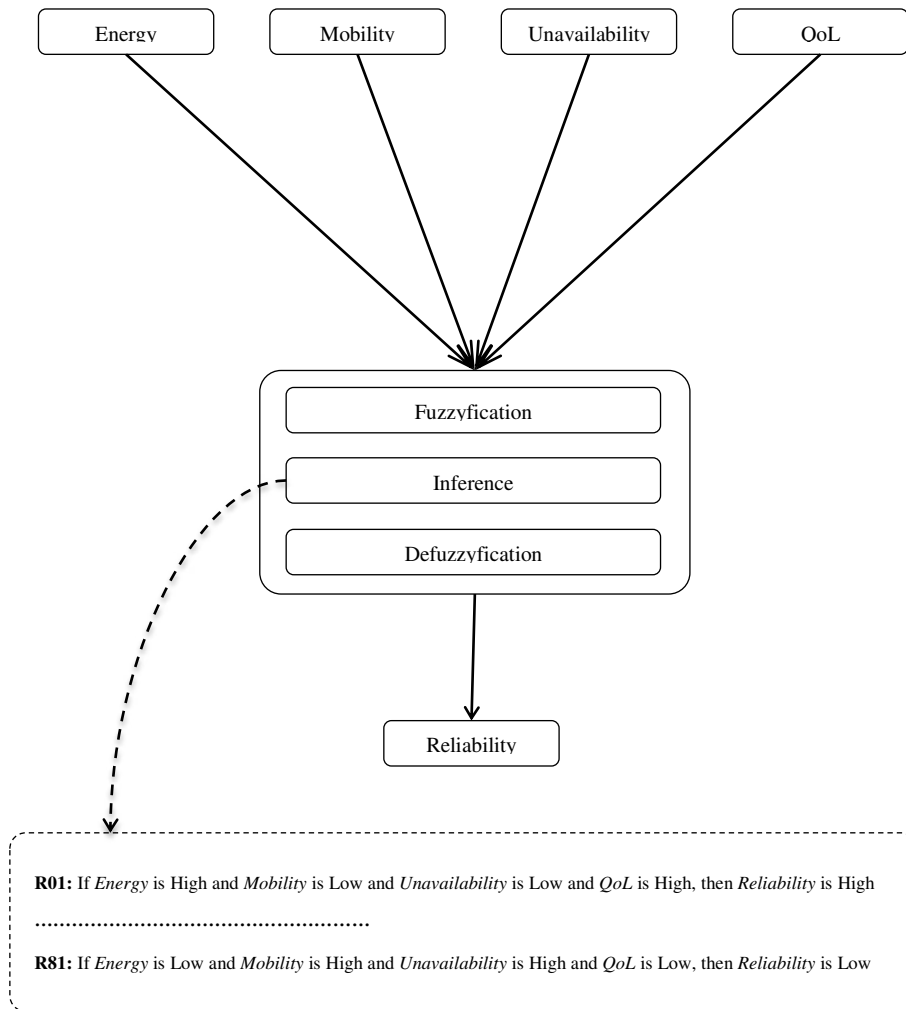 Energy
Mobility
Unavailability
QoL
Fuzzyfication
Inference
Defuzzyfication
Reliability
R01: If Energy is High and Mobility is Low and Unavailability is Low and QoL is High, then Reliability is High
........................................................
R81: If Energy is Low and Mobility is High and Unavailability is High and QoL is Low, then Reliability is Low